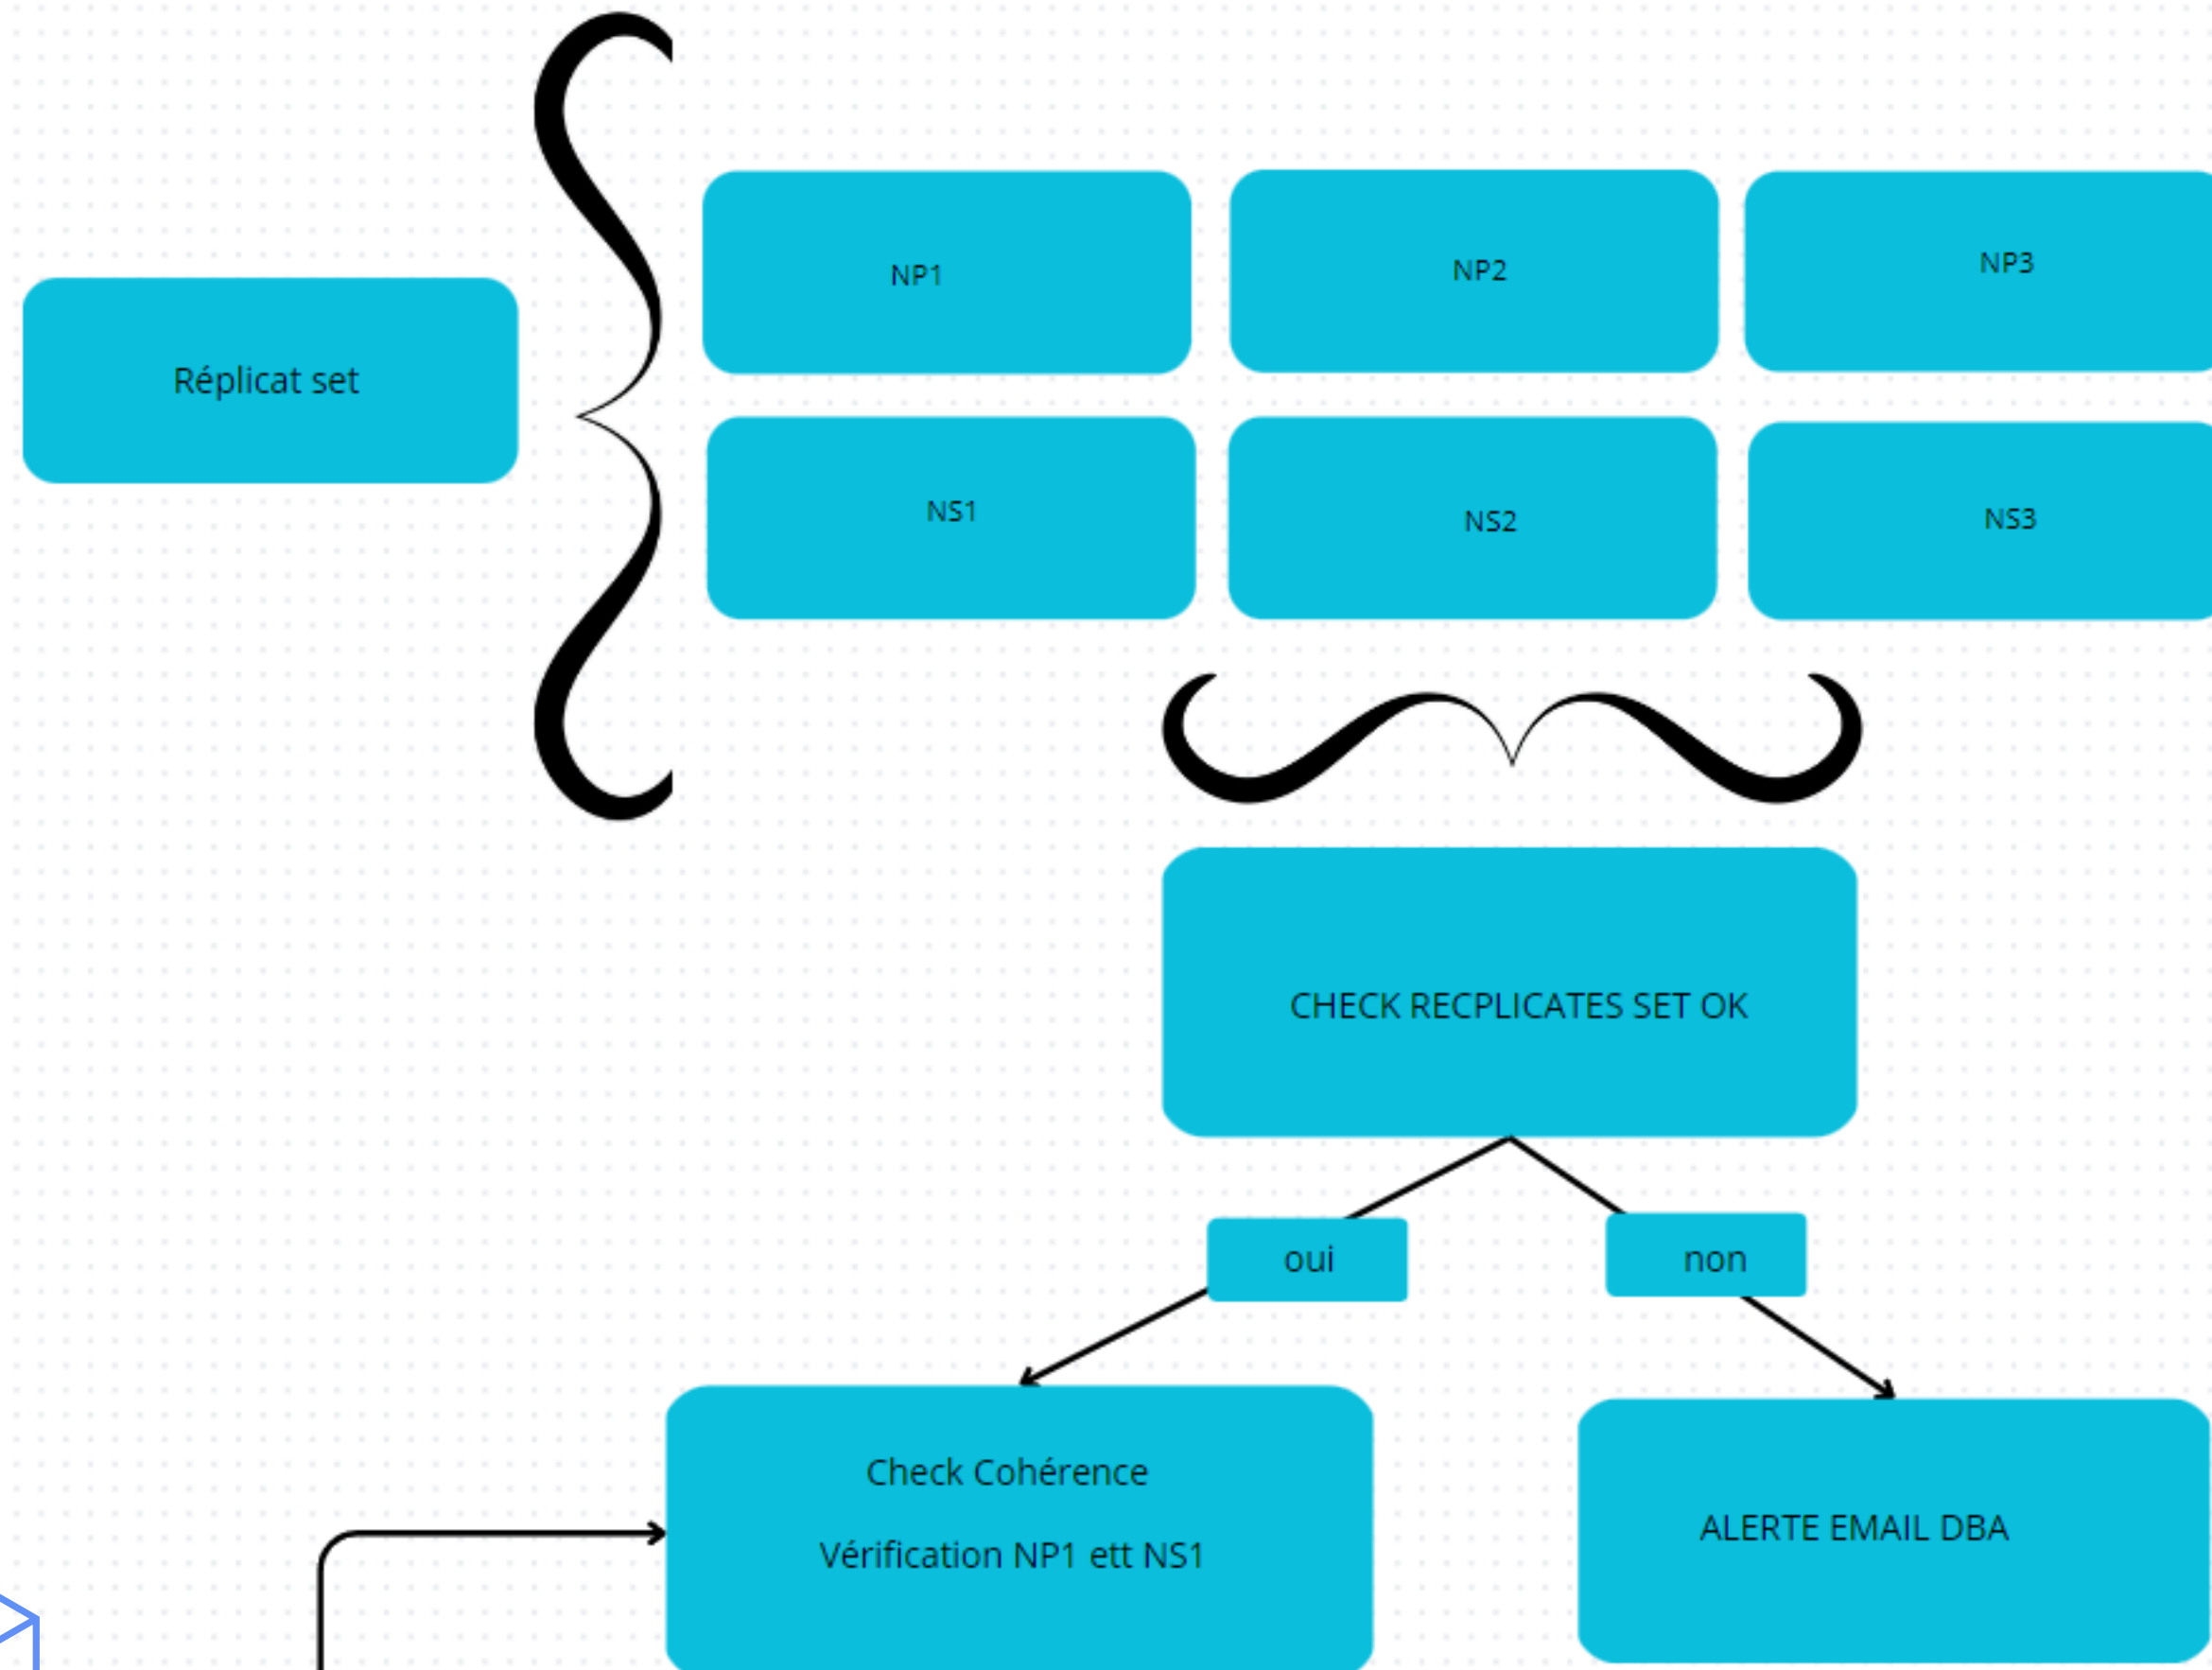 NP1
NP2
NP3
Réplicat set
NS1
NS2
NS3
CHECK RECPLICATES SET OK
oui
non
Check Cohérence
Vérification NP1 ett NS1
ALERTE EMAIL DBA